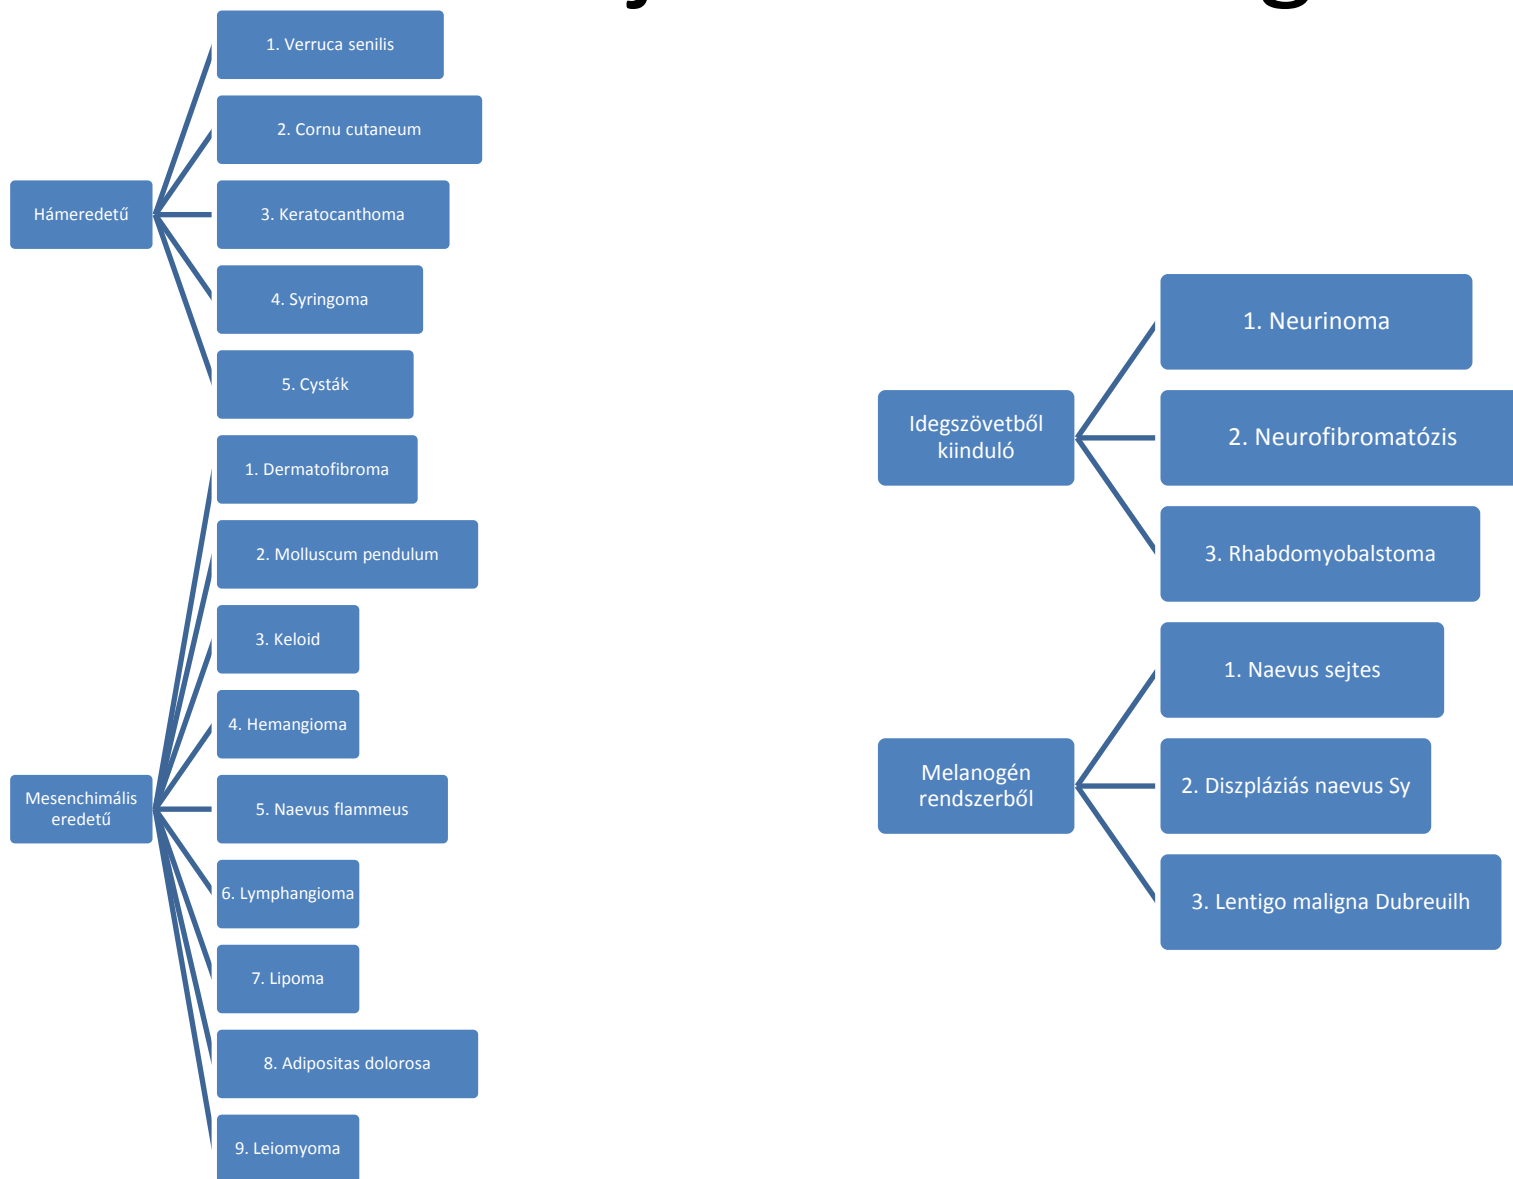 Hámeredetű
1. Verruca senilis
2. Cornu cutaneum
3. Keratocanthoma
4. Syringoma
5. Cysták
Mesenchimális
eredetű
1. Dermatofibroma
2. Molluscum pendulum
3. Keloid
4. Hemangioma
5. Naevus flammeus
6. Lymphangioma
7. Lipoma
8. Adipositas dolorosa
9. Leiomyoma
Idegszövetből
kiinduló
1. Neurinoma
2. Neurofibromatózis
3. Rhabdomyobalstoma
Melanogén
rendszerből
1. Naevus sejtes
2. Diszpláziás naevus Sy
3. Lentigo maligna Dubreuilh